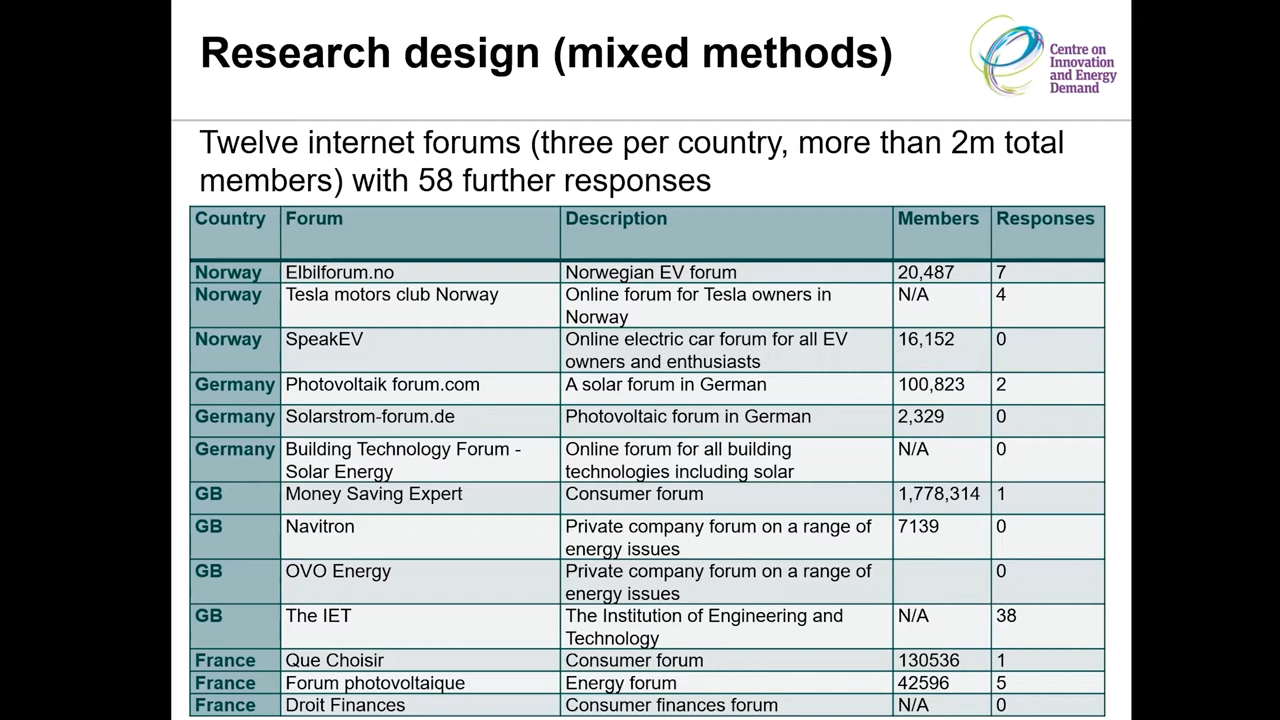 Research design (mixed methods)
Centre on
Innovation
and Energy
Demand
Twelve internet forums (three per country, more than 2m total
members) with 58 further responses
Country Forum Description Members Responses
Norway Elbilforum.no Norwegian EV forum 20,487 7
Norway Tesla motors club Norway Online forum for Tesla owners in N/A 4
Norway
Norway SpeakEV Online electric car forum for all EV 16,152 0
owners and enthusiasts
Germany Photovoltaik forum.com A solar forum in German 100,823 2
Germany Solarstrom-forum.de Photovoltaic forum in German 2,329 0
Germany Building Technology Forum - Online forum for all building N/A 0
Solar Energy technologies including solar
GB Money Saving Expert Consumer forum 1,778,314 1
GB Navitron Private company forum on a range of 7139 0
energy issues
GB OVO Energy Private company forum on a range of 0
energy issues
GB The IET The Institution of Engineering and N/A 38
Technology
France Que Choisir Consumer forum 130536 1
France Forum photovoltaique Energy forum 42596 5
France Droit Finances Consumer finances forum N/A 0